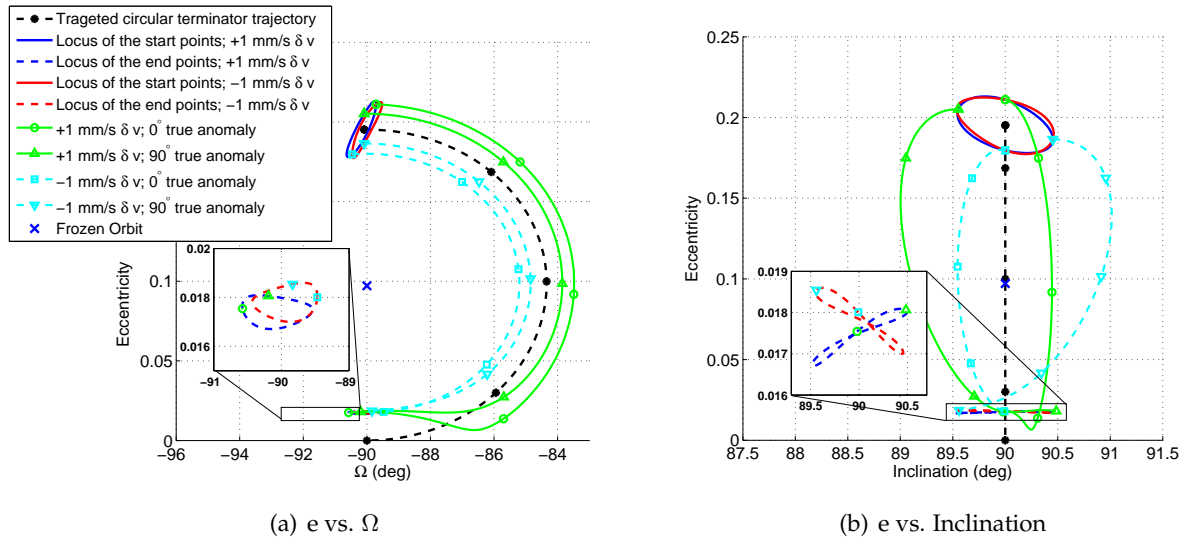 Trageted circular terminator trajectory
Locus of the start points; +1 mm/s δ v
Locus of the end points; +1 mm/s δ v
Locus of the start points; −1 mm/s δ v
Locus of the end points; −1 mm/s δ v
+1 mm/s δ v; 0° true anomaly
+1 mm/s δ v; 90° true anomaly
−1 mm/s δ v; 0° true anomaly
−1 mm/s δ v; 90° true anomaly
Frozen Orbit
Eccentricity
0.1
0.05
0
−96 −94 −92 −90 −88 −86 −84
Ω (deg)
0.02
0.018
0.016
−91 −90 −89
(a) e vs. Ω
Eccentricity
0.25
0.2
0.15
0.1
0.05
0
87.5 88 88.5 89 89.5 90 90.5 91 91.5
Inclination (deg)
0.019
0.018
0.017
0.016
89.5 90 90.5
(b) e vs. Inclination